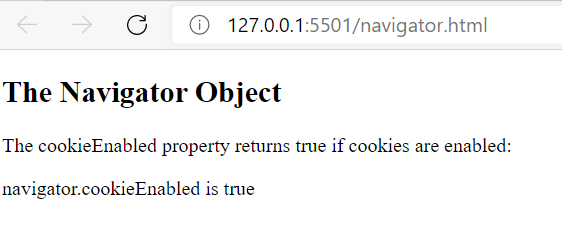 127.0.0.1:5501/navigator.html
The Navigator Object
The cookieEnabled property returns true if cookies are enabled:
navigator.cookieEnabled is true